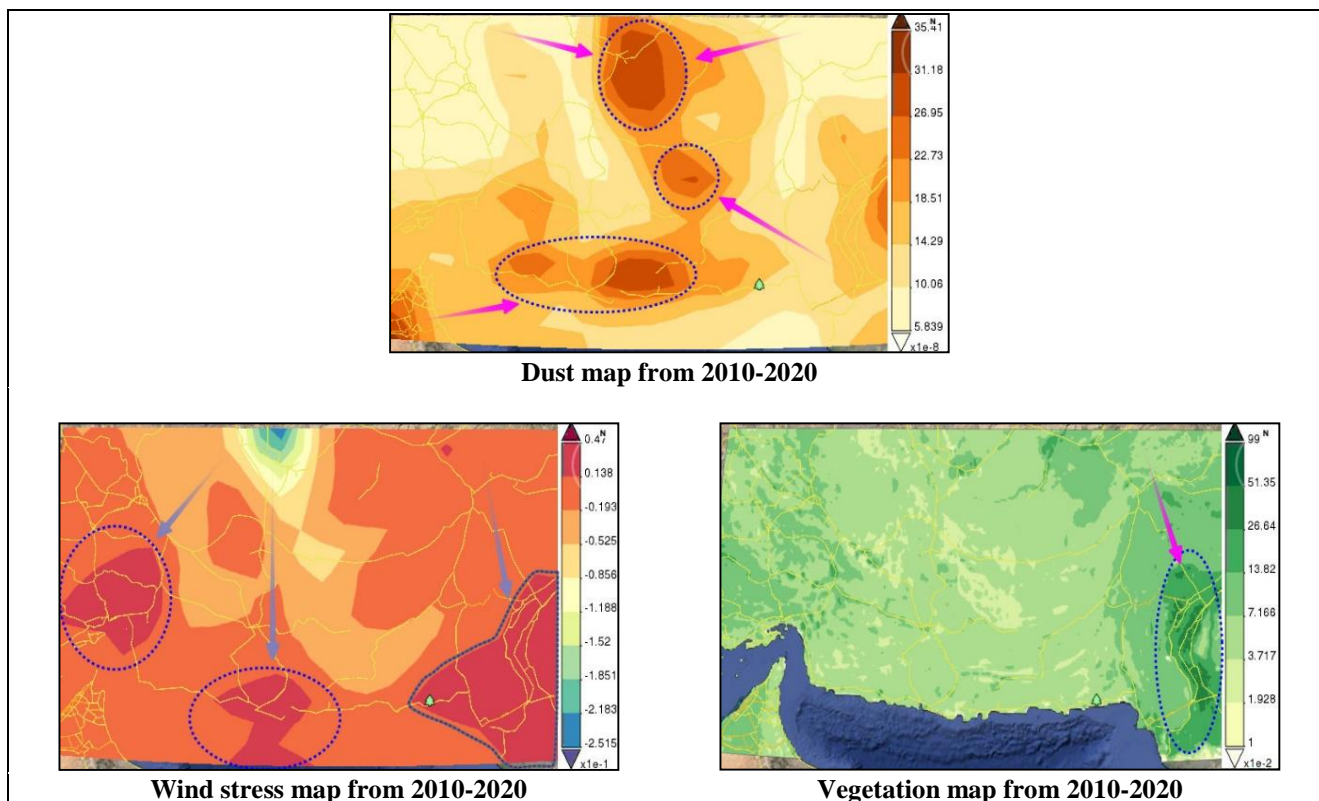 N
35.41
31.18
26.95
22.73
18.51
14.29
10.06
5.839
x1e-8
Dust map from 2010-2020
N
0.47
0.138
-0.193
-0.525
-0.856
-1.188
-1.52
-1.851
-2.183
-2.515
x1e-1
Wind stress map from 2010-2020
N
99
51.35
26.64
13.82
7.166
3.717
1.928
1
x1e-2
Vegetation map from 2010-2020